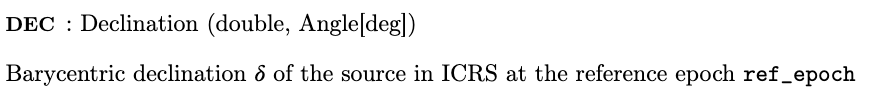 DEC : Declination (double, Angle[deg])
Barycentric declination δ of the source in ICRS at the reference epoch ref_epoch